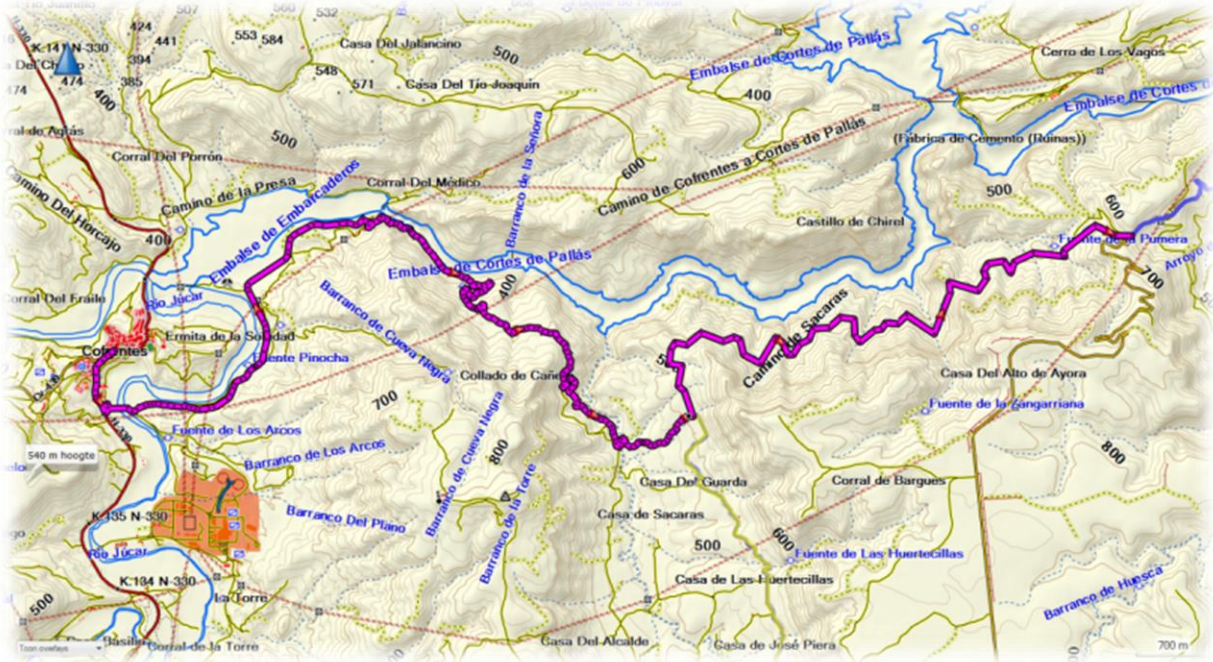 507
560
532
424
441
553
584
Casa Del Jalancino
500
Embalse de Cortes de Pallás
Cerro de Los Vagos
K.141 N-330
394
474
385
548
571
Casa Del Tío Joaquín
474
400
400
Embalse de Cortes d
500
Corral Del Porrón
Barranco de la Señora
(Fábrica de Cemento (Ruinas))
600
Camino de Cofrentes a Cortes de Pallás
Camino Del Horcajo
Camino de la Presa
Corral Del Médico
500
Castillo de Chirel
600
400
Embalse de Embarcaderos
Embalse de Cortes de Pallás
Fuente de la Pumera
Arroyo
700
400
Corral Del Fraile
Rio Júcar
Barranco de Cueva Negra
Ermita de la Soledad
Cofrentes
Fuente Pinocha
Collado de Cañe
Camino de Sacaras
Casa Del Alto de Ayora
700
Fuente de la Zangarriana
Fuente de Los Arcos
Barranco de Los Arcos
540 m hoogte
Barranco de Cueva Negra
800
800
Barranco de la Torre
Casa Del Guarda
Corral de Bargues
K.135 N-330
Barranco Del Plano
Casa de Sacaras
500
600
Rio Júcar
Fuente de Las Huertecillas
K.134 N-330
Casa de Las Huertecillas
500
La Torre
Barranco de Huesca
Corral de la Torre
Casa Del Alcalde
Casa de José Piera
Toon overlays
700 m